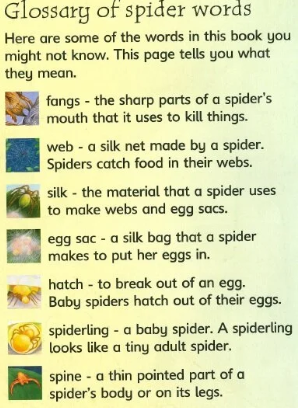 Glossary of spider words
Here are some of the words in this book you
might not know. This page tells you what
they mean.
fangs - the sharp parts of a spider's
mouth that it uses to kill things.
web - a silk net made by a spider.
Spiders catch food in their webs.
silk - the material that a spider uses
to make webs and egg sacs.
egg sac - a silk bag that a spider
makes to put her eggs in.
hatch - to break out of an egg.
Baby spiders hatch out of their eggs.
spiderling - a baby spider. A spiderling
looks like a tiny adult spider.
spine - a thin pointed part of a
spider's body or on its legs.